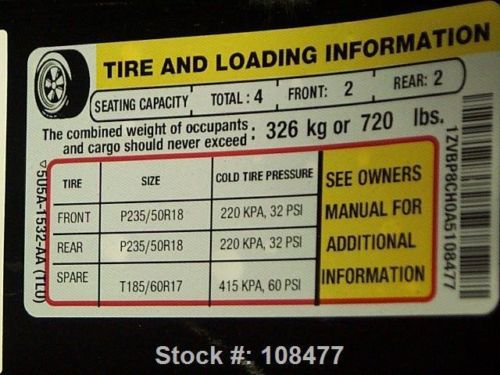 TIRE AND LOADING INFORMATION
SEATING CAPACITY TOTAL: 4 FRONT: 2 REAR: 2
The combined weight of occupants and cargo should never exceed: 326 kg or 720 lbs.
TIRE SIZE COLD TIRE PRESSURE
FRONT P235/50R18 220 KPA, 32 PSI
REAR P235/50R18 220 KPA, 32 PSI
SPARE T185/60R17 415 KPA, 60 PSI
SEE OWNERS
MANUAL FOR
ADDITIONAL
INFORMATION
5U5A-1532-AA (TLU)
1ZVBP8CH0A5108477
Stock #: 108477